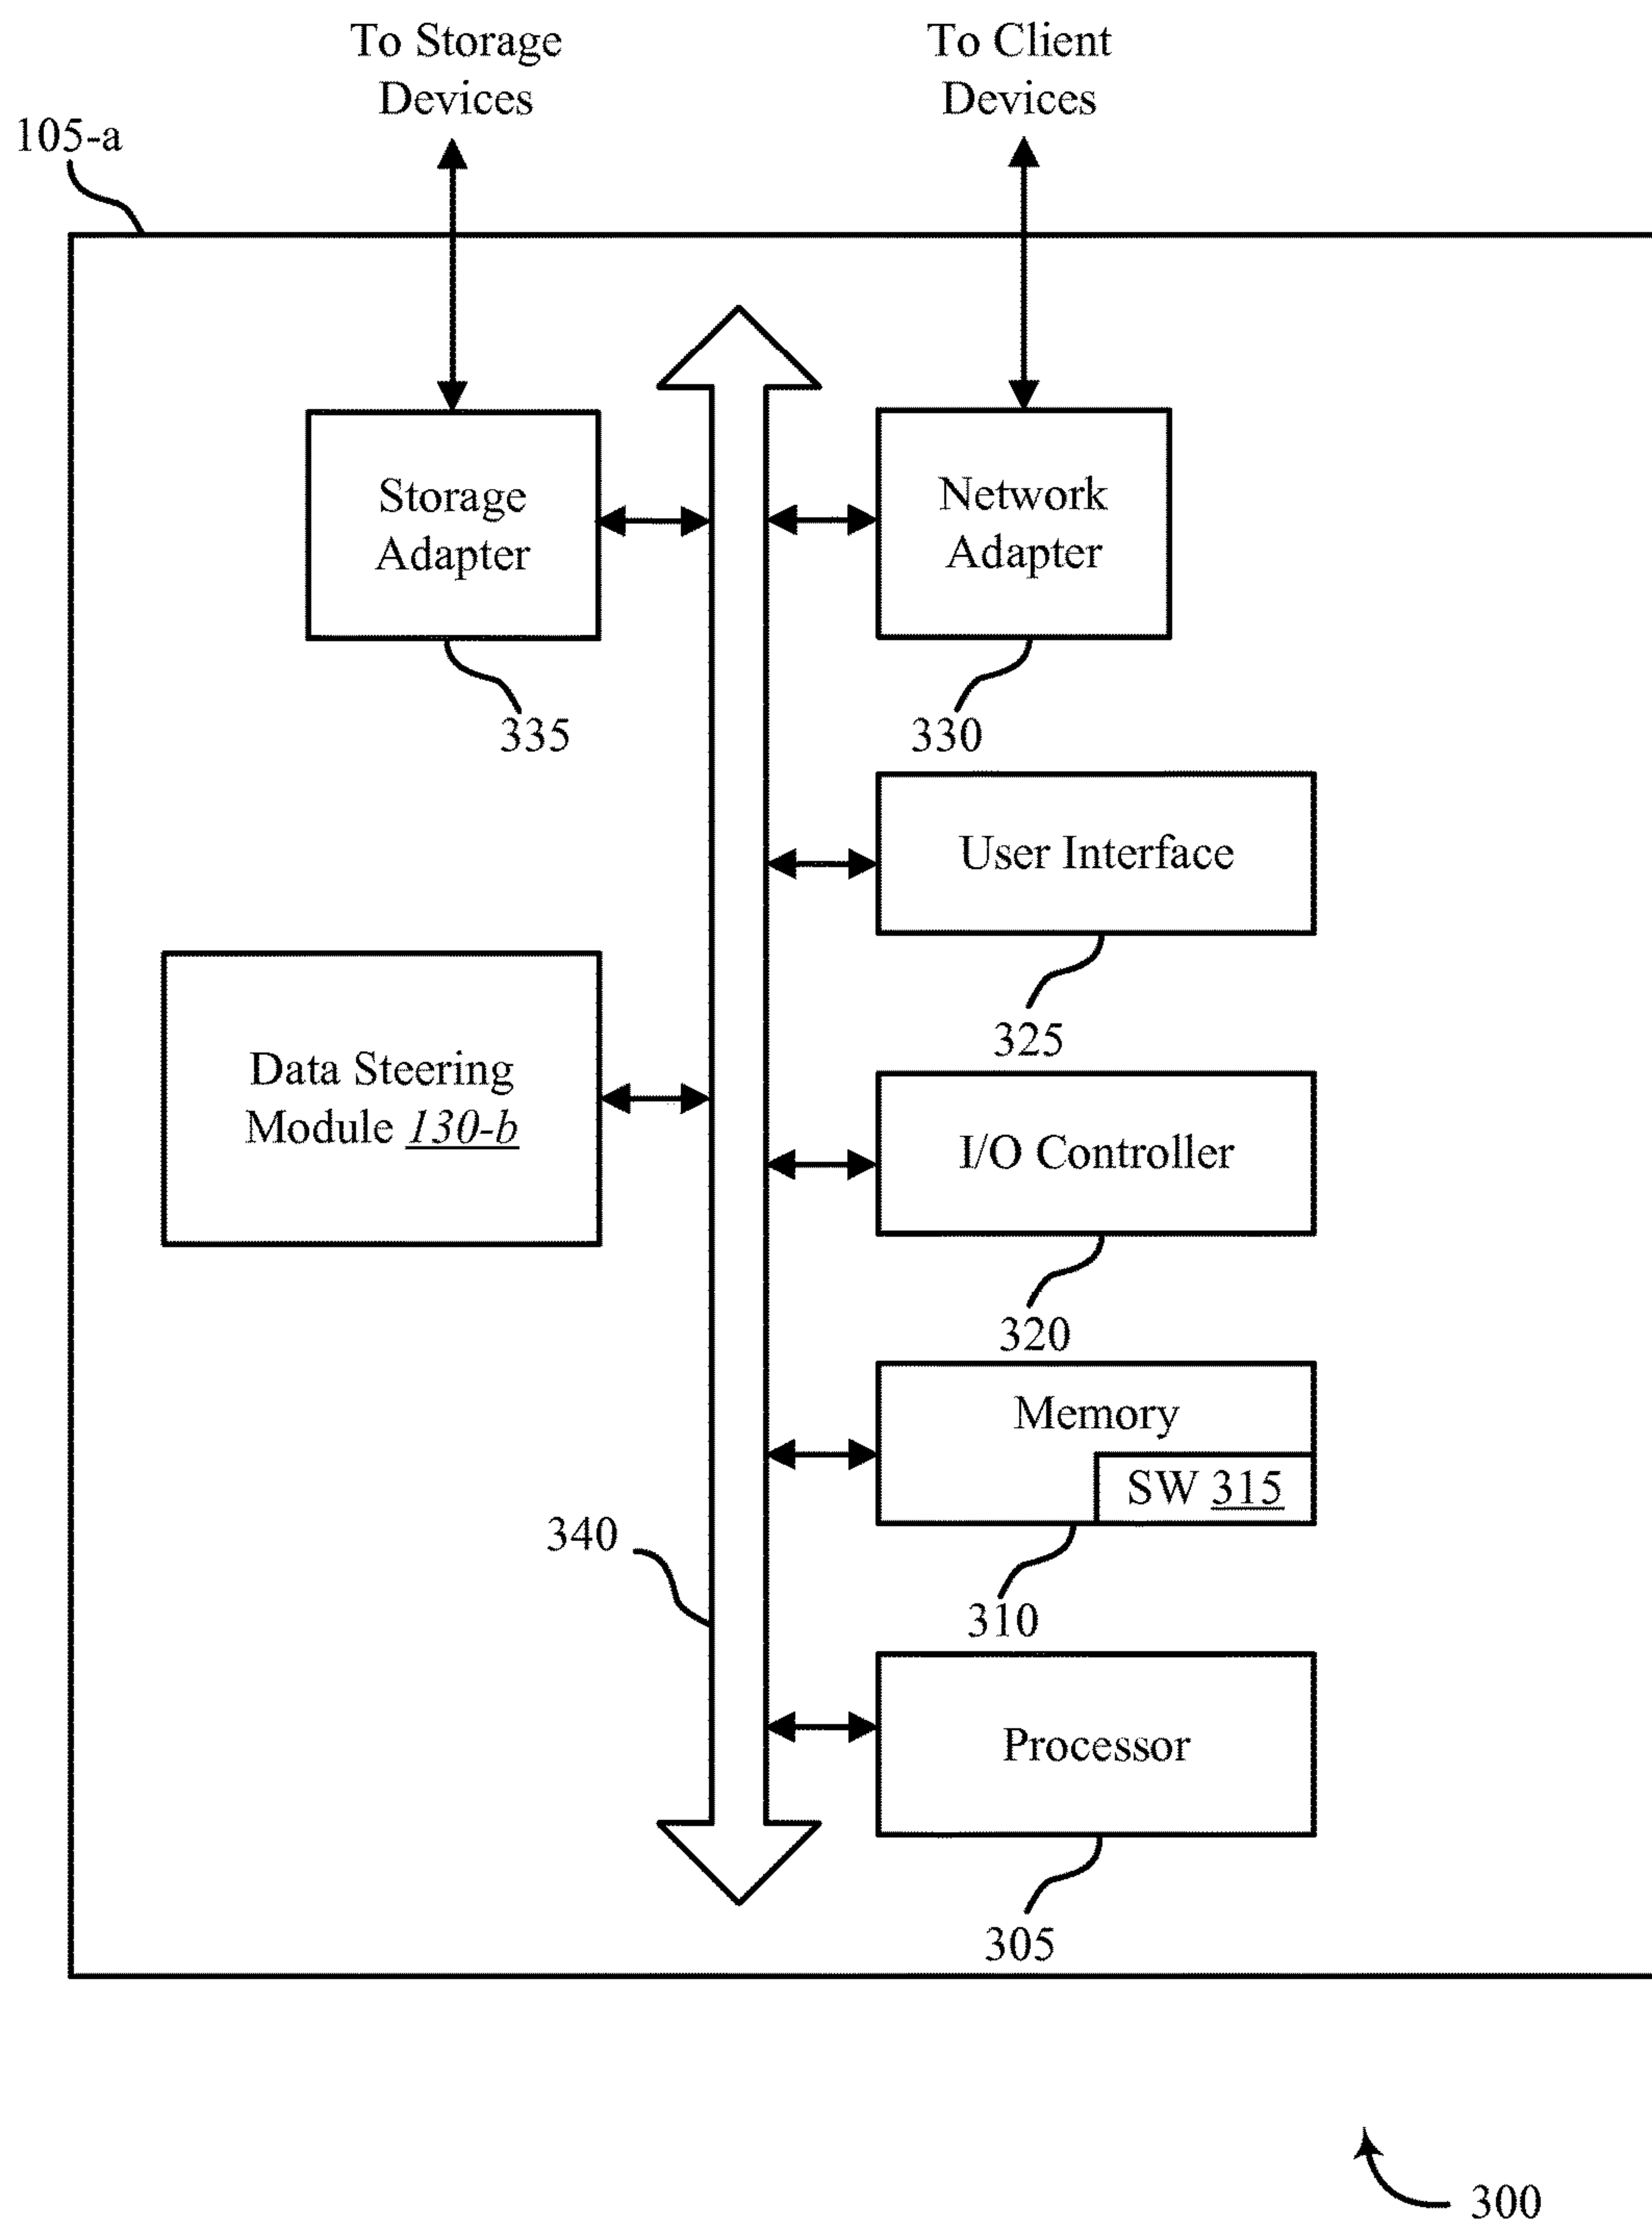 To Storage
Devices
To Client
Devices
105-a
Storage
Adapter
Network
Adapter
335
330
User Interface
325
Data Steering
Module 130-b
I/O Controller
320
Memory
SW 315
340
310
Processor
305
300